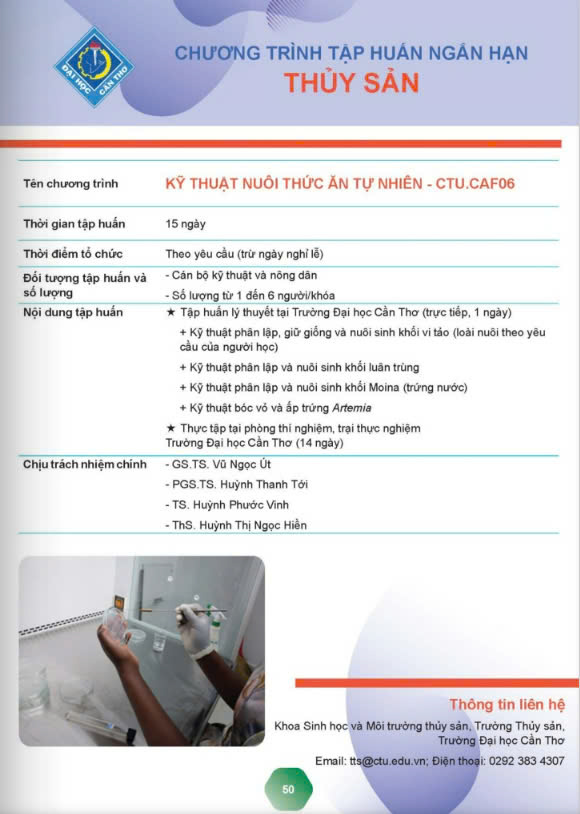 ĐẠI HỌC
CẦN THƠ
CHƯƠNG TRÌNH TẬP HUẤN NGẮN HẠN
THỦY SẢN
Tên chương trình
KỸ THUẬT NUÔI THỨC ĂN TỰ NHIÊN - CTU.CAF06
Thời gian tập huấn
15 ngày
Thời điểm tổ chức
Theo yêu cầu (trừ ngày nghỉ lễ)
Đối tượng tập huấn và
số lượng
- Cán bộ kỹ thuật và nông dân
- Số lượng từ 1 đến 6 người/khóa
Nội dung tập huấn
★ Tập huấn lý thuyết tại Trường Đại học Cần Thơ (trực tiếp, 1 ngày)
+ Kỹ thuật phân lập, giữ giống và nuôi sinh khối vi tảo (loài nuôi theo yêu
cầu của người học)
+ Kỹ thuật phân lập và nuôi sinh khối luân trùng
+ Kỹ thuật phân lập và nuôi sinh khối Moina (trứng nước)
+ Kỹ thuật bóc vỏ và ấp trứng Artemia
★ Thực tập tại phòng thí nghiệm, trại thực nghiệm
Trường Đại học Cần Thơ (14 ngày)
Chịu trách nhiệm chính
- GS.TS. Vũ Ngọc Út
- PGS.TS. Huỳnh Thanh Tới
- TS. Huỳnh Phước Vinh
- ThS. Huỳnh Thị Ngọc Hiền
Thông tin liên hệ
Khoa Sinh học và Môi trường thủy sản, Trường Thủy sản,
Trường Đại học Cần Thơ
Email: tts@ctu.edu.vn; Điện thoại: 0292 383 4307
50